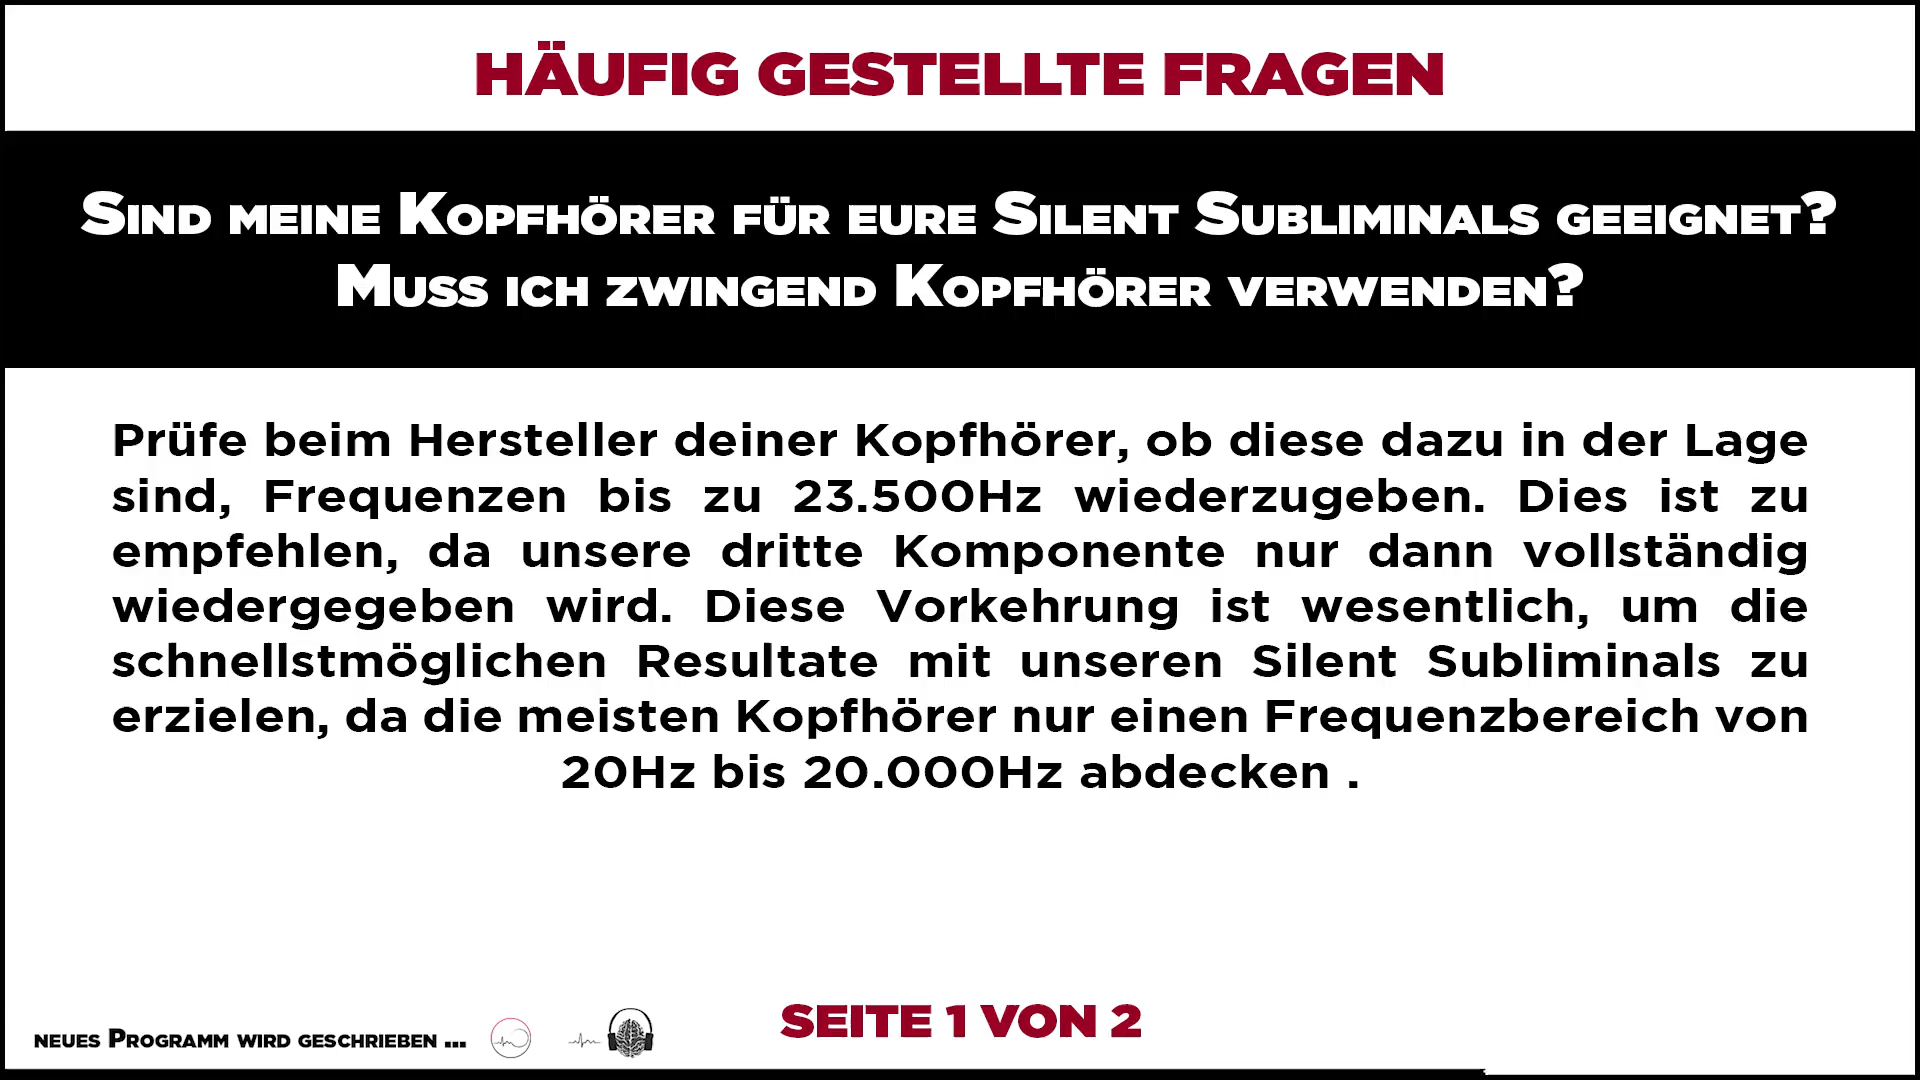 HÄUFIG GESTELLTE FRAGEN
Sind meine Kopfhörer für eure Silent Subliminals geeignet?
Muss ich zwingend Kopfhörer verwenden?
Prüfe beim Hersteller deiner Kopfhörer, ob diese dazu in der Lage
sind, Frequenzen bis zu 23.500Hz wiederzugeben. Dies ist zu
empfehlen, da unsere dritte Komponente nur dann vollständig
wiedergegeben wird. Diese Vorkehrung ist wesentlich, um die
schnellstmöglichen Resultate mit unseren Silent Subliminals zu
erzielen, da die meisten Kopfhörer nur einen Frequenzbereich von
20Hz bis 20.000Hz abdecken .
neues Programm wird geschrieben ...
SEITE 1 VON 2